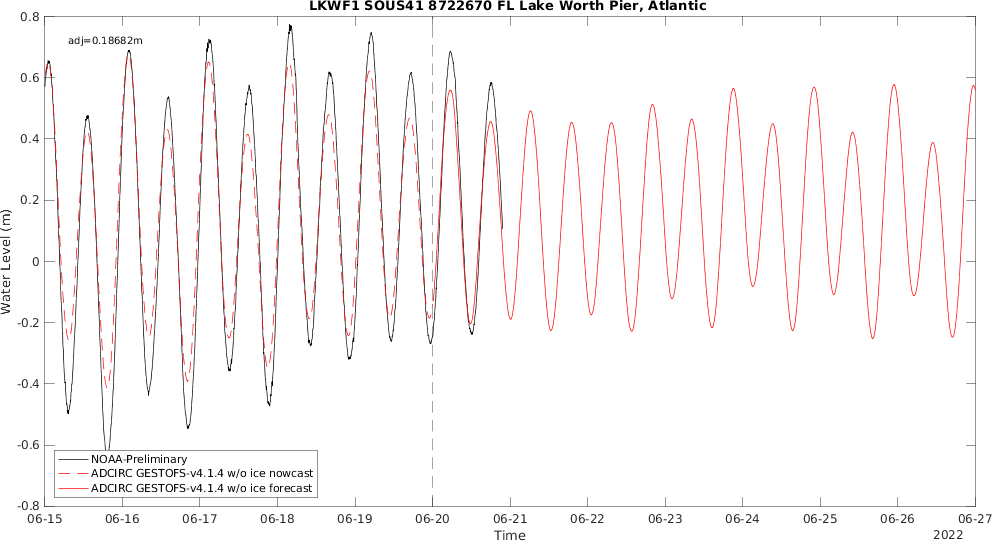 LKWF1 SOUS41 8722670 FL Lake Worth Pier, Atlantic
adj=0.18682m
0.8
0.6
0.4
0.2
0
-0.2
-0.4
-0.6
-0.8
Water Level (m)
NOAA-Preliminary
ADCIRC GESTOFS-v4.1.4 w/o ice nowcast
ADCIRC GESTOFS-v4.1.4 w/o ice forecast
06-15 06-16 06-17 06-18 06-19 06-20 06-21 06-22 06-23 06-24 06-25 06-26 06-27
Time
2022